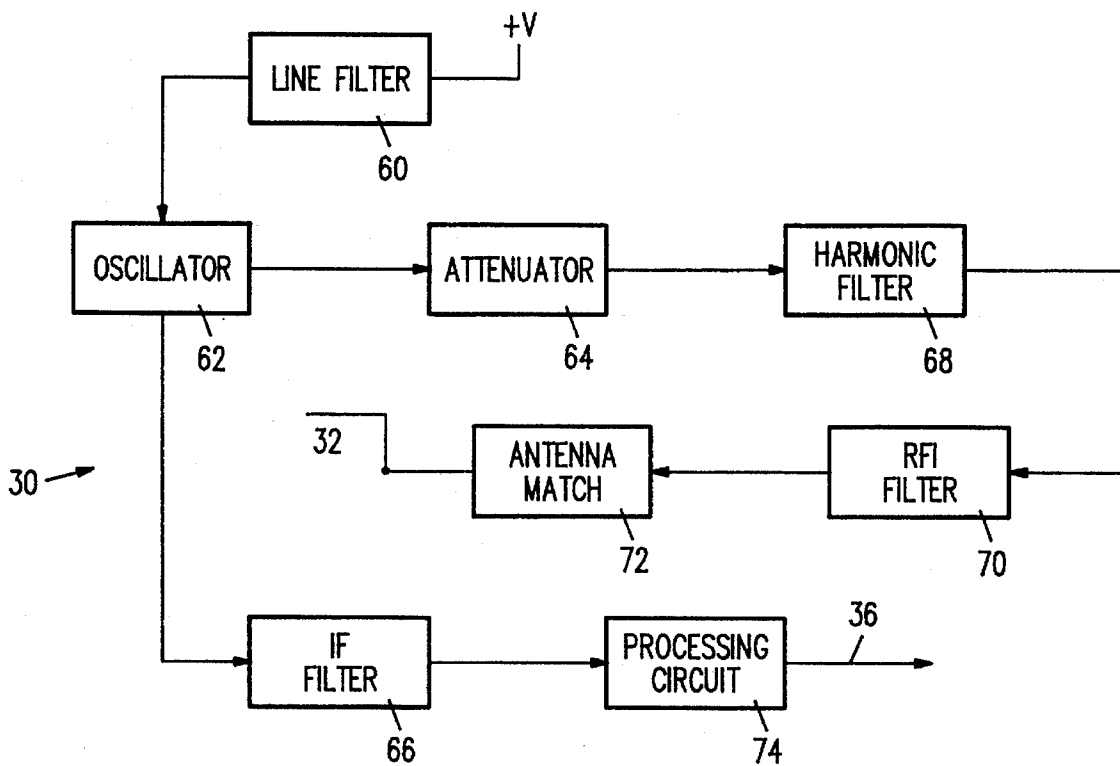 +V
LINE FILTER
60
OSCILLATOR
62
ATTENUATOR
64
HARMONIC
FILTER
68
32
ANTENNA
MATCH
72
RFI
FILTER
70
30
IF
FILTER
66
PROCESSING
CIRCUIT
74
36